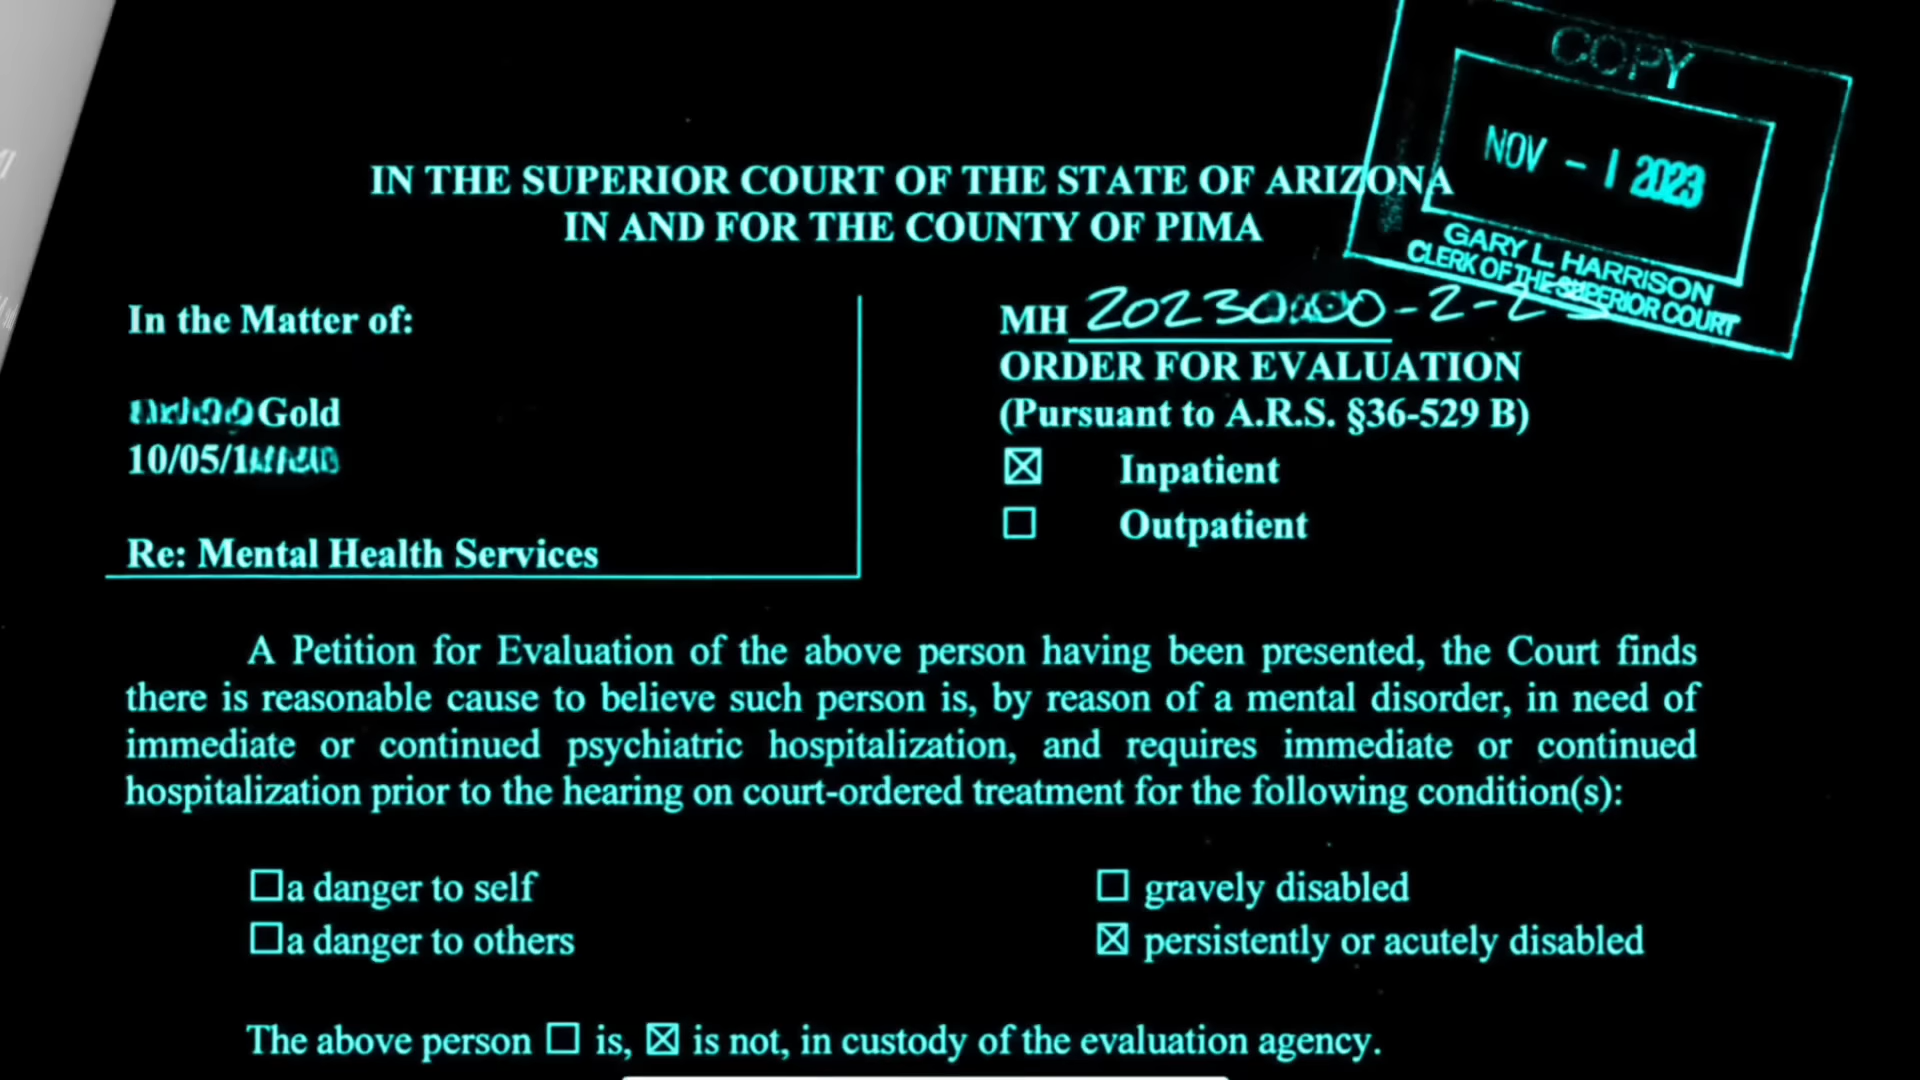 COPY
NOV - 1 2023
GARY L. HARRISON
CLERK OF THE SUPERIOR COURT
IN THE SUPERIOR COURT OF THE STATE OF ARIZONA
IN AND FOR THE COUNTY OF PIMA
In the Matter of:
Gold
10/05/1
Re: Mental Health Services
MH
ORDER FOR EVALUATION
(Pursuant to A.R.S. §36-529 B)
☒ Inpatient
☐ Outpatient
A Petition for Evaluation of the above person having been presented, the Court finds
there is reasonable cause to believe such person is, by reason of a mental disorder, in need of
immediate or continued psychiatric hospitalization, and requires immediate or continued
hospitalization prior to the hearing on court-ordered treatment for the following condition(s):
☐ a danger to self
☐ a danger to others
☐ gravely disabled
☒ persistently or acutely disabled
The above person ☐ is, ☒ is not, in custody of the evaluation agency.